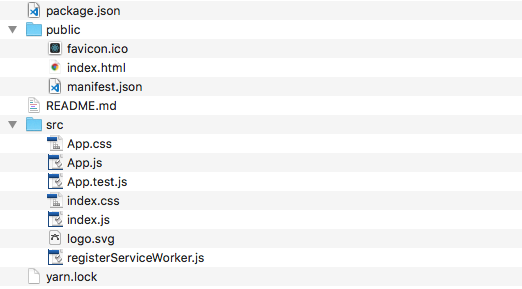 package.json
public
favicon.ico
index.html
manifest.json
README.md
src
App.css
App.js
App.test.js
index.css
index.js
logo.svg
registerServiceWorker.js
yarn.lock